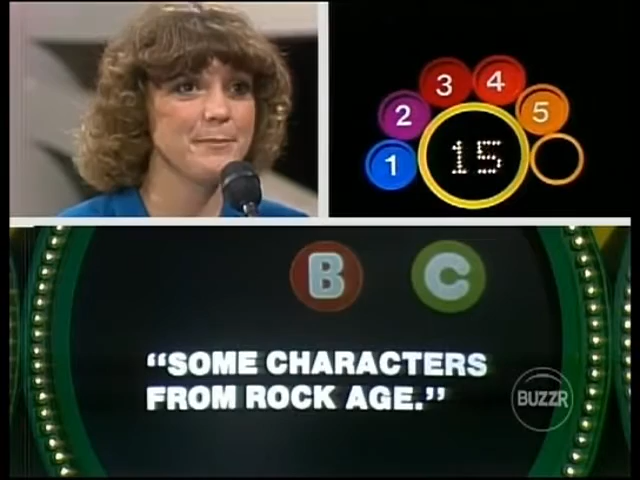 1 2 3 4 5
15
B C
“SOME CHARACTERS
FROM ROCK AGE.”
BUZZR